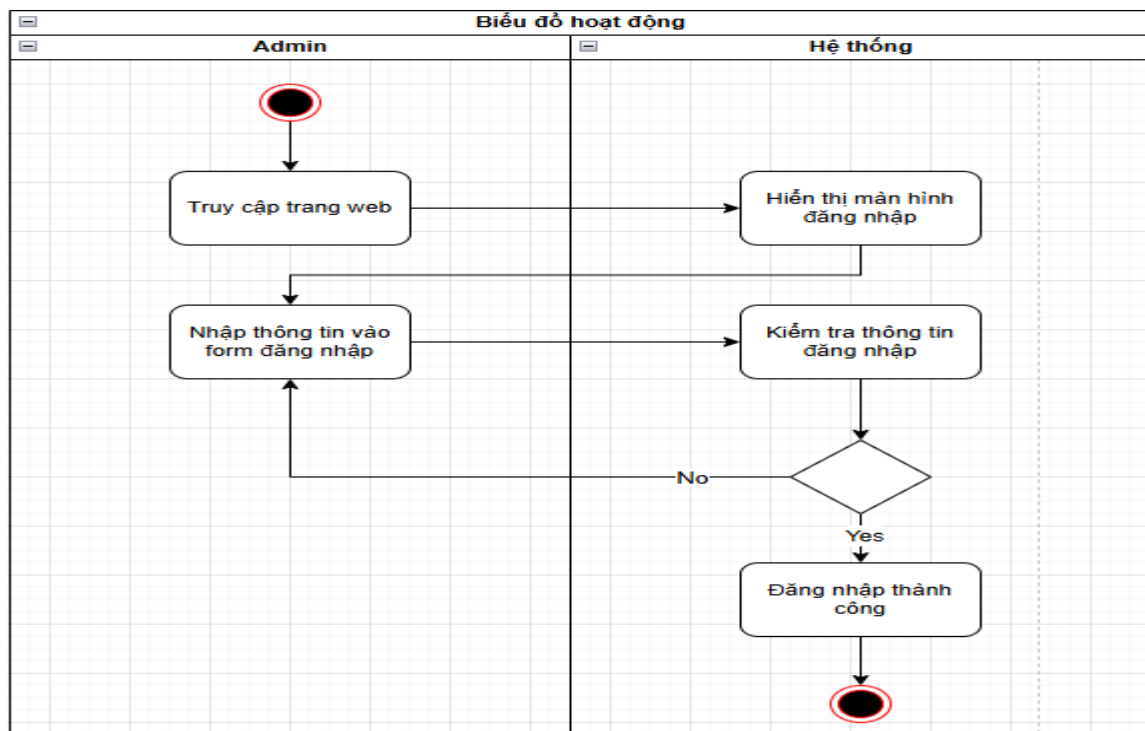 Biểu đồ hoạt động
Admin
Hệ thống
Truy cập trang web
Hiển thị màn hình
đăng nhập
Nhập thông tin vào
form đăng nhập
Kiểm tra thông tin
đăng nhập
No
Yes
Đăng nhập thành
công